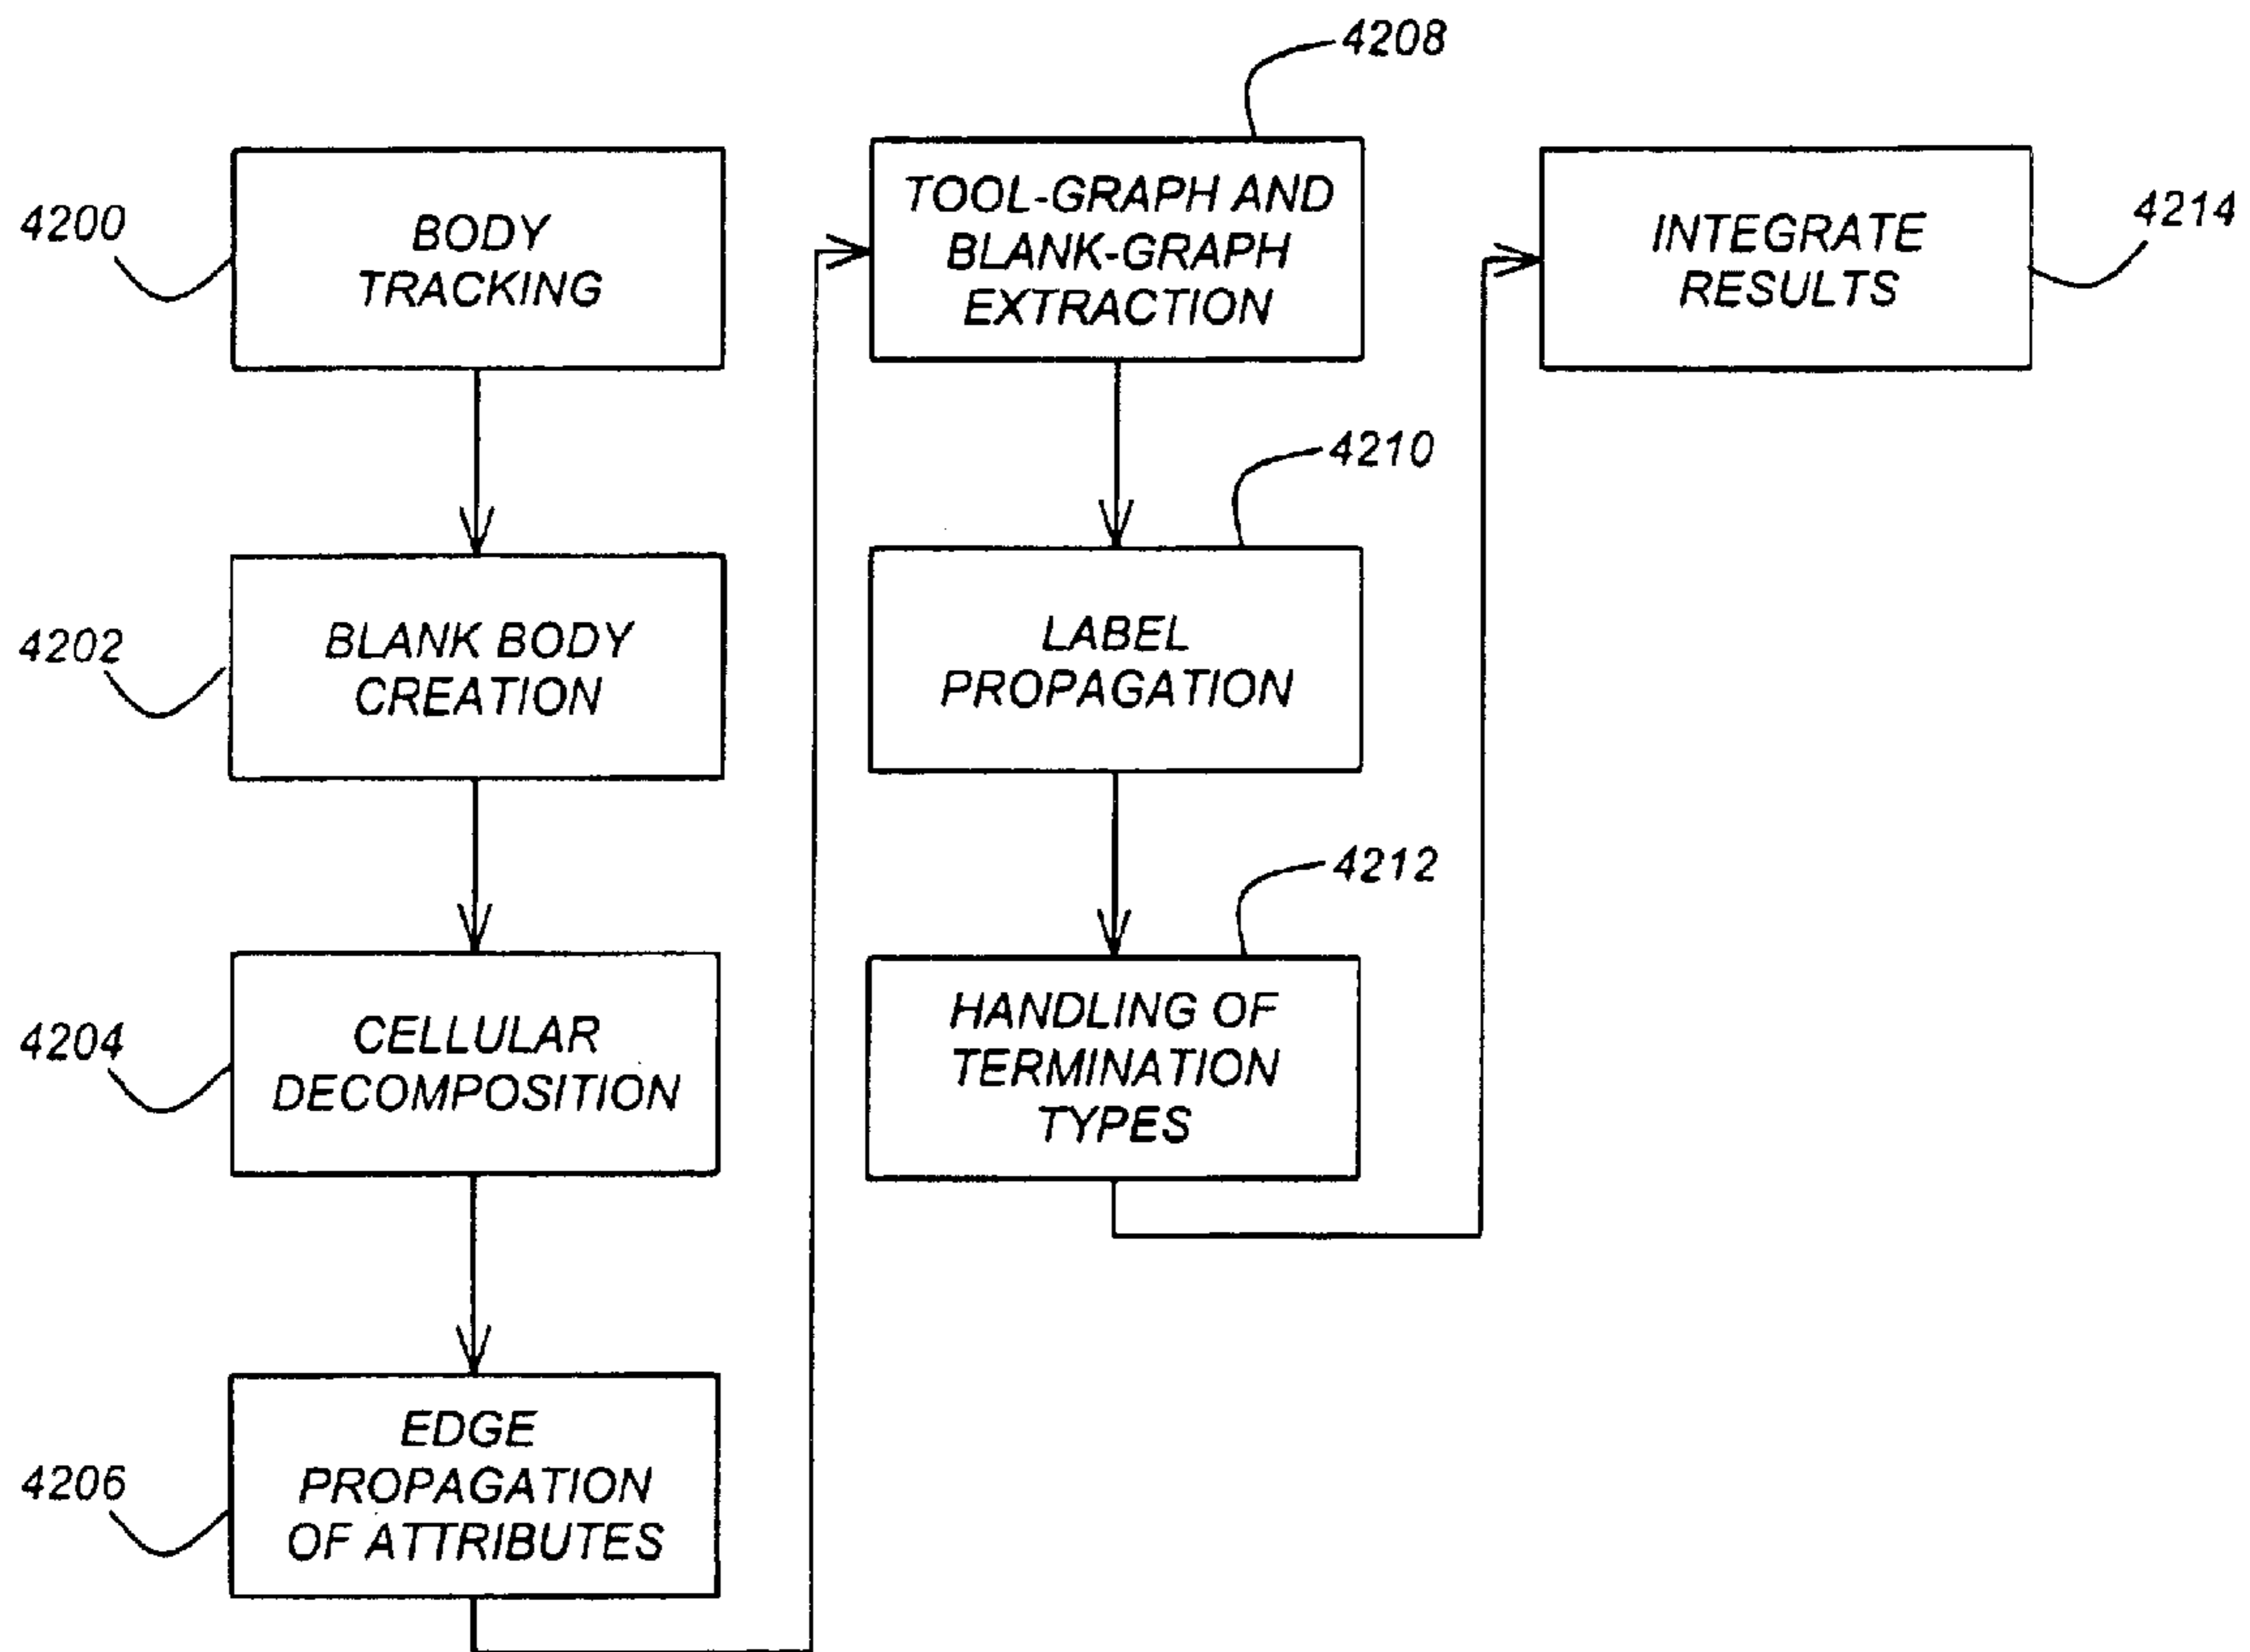 4200
BODY
TRACKING
4202
BLANK BODY
CREATION
4204
CELLULAR
DECOMPOSITION
4206
EDGE
PROPAGATION
OF ATTRIBUTES
4208
TOOL-GRAPH AND
BLANK-GRAPH
EXTRACTION
4210
LABEL
PROPAGATION
4212
HANDLING OF
TERMINATION
TYPES
4214
INTEGRATE
RESULTS